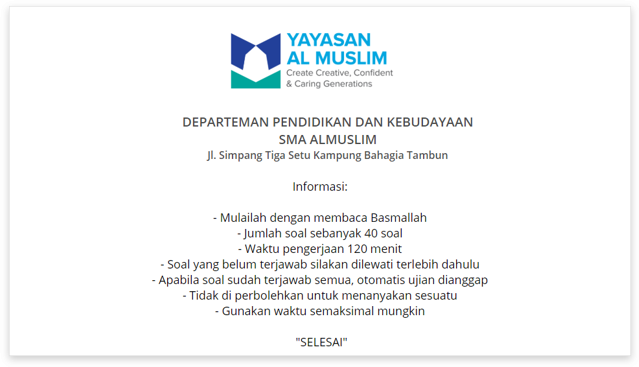 YAYASAN
AL MUSLIM
Create Creative, Confident
& Caring Generations
DEPARTEMAN PENDIDIKAN DAN KEBUDAYAAN
SMA ALMUSLIM
Jl. Simpang Tiga Setu Kampung Bahagia Tambun
Informasi:
- Mulailah dengan membaca Basmallah
- Jumlah soal sebanyak 40 soal
- Waktu pengerjaan 120 menit
- Soal yang belum terjawab silakan dilewati terlebih dahulu
- Apabila soal sudah terjawab semua, otomatis ujian dianggap
- Tidak di perbolehkan untuk menanyakan sesuatu
- Gunakan waktu semaksimal mungkin
"SELESAI"